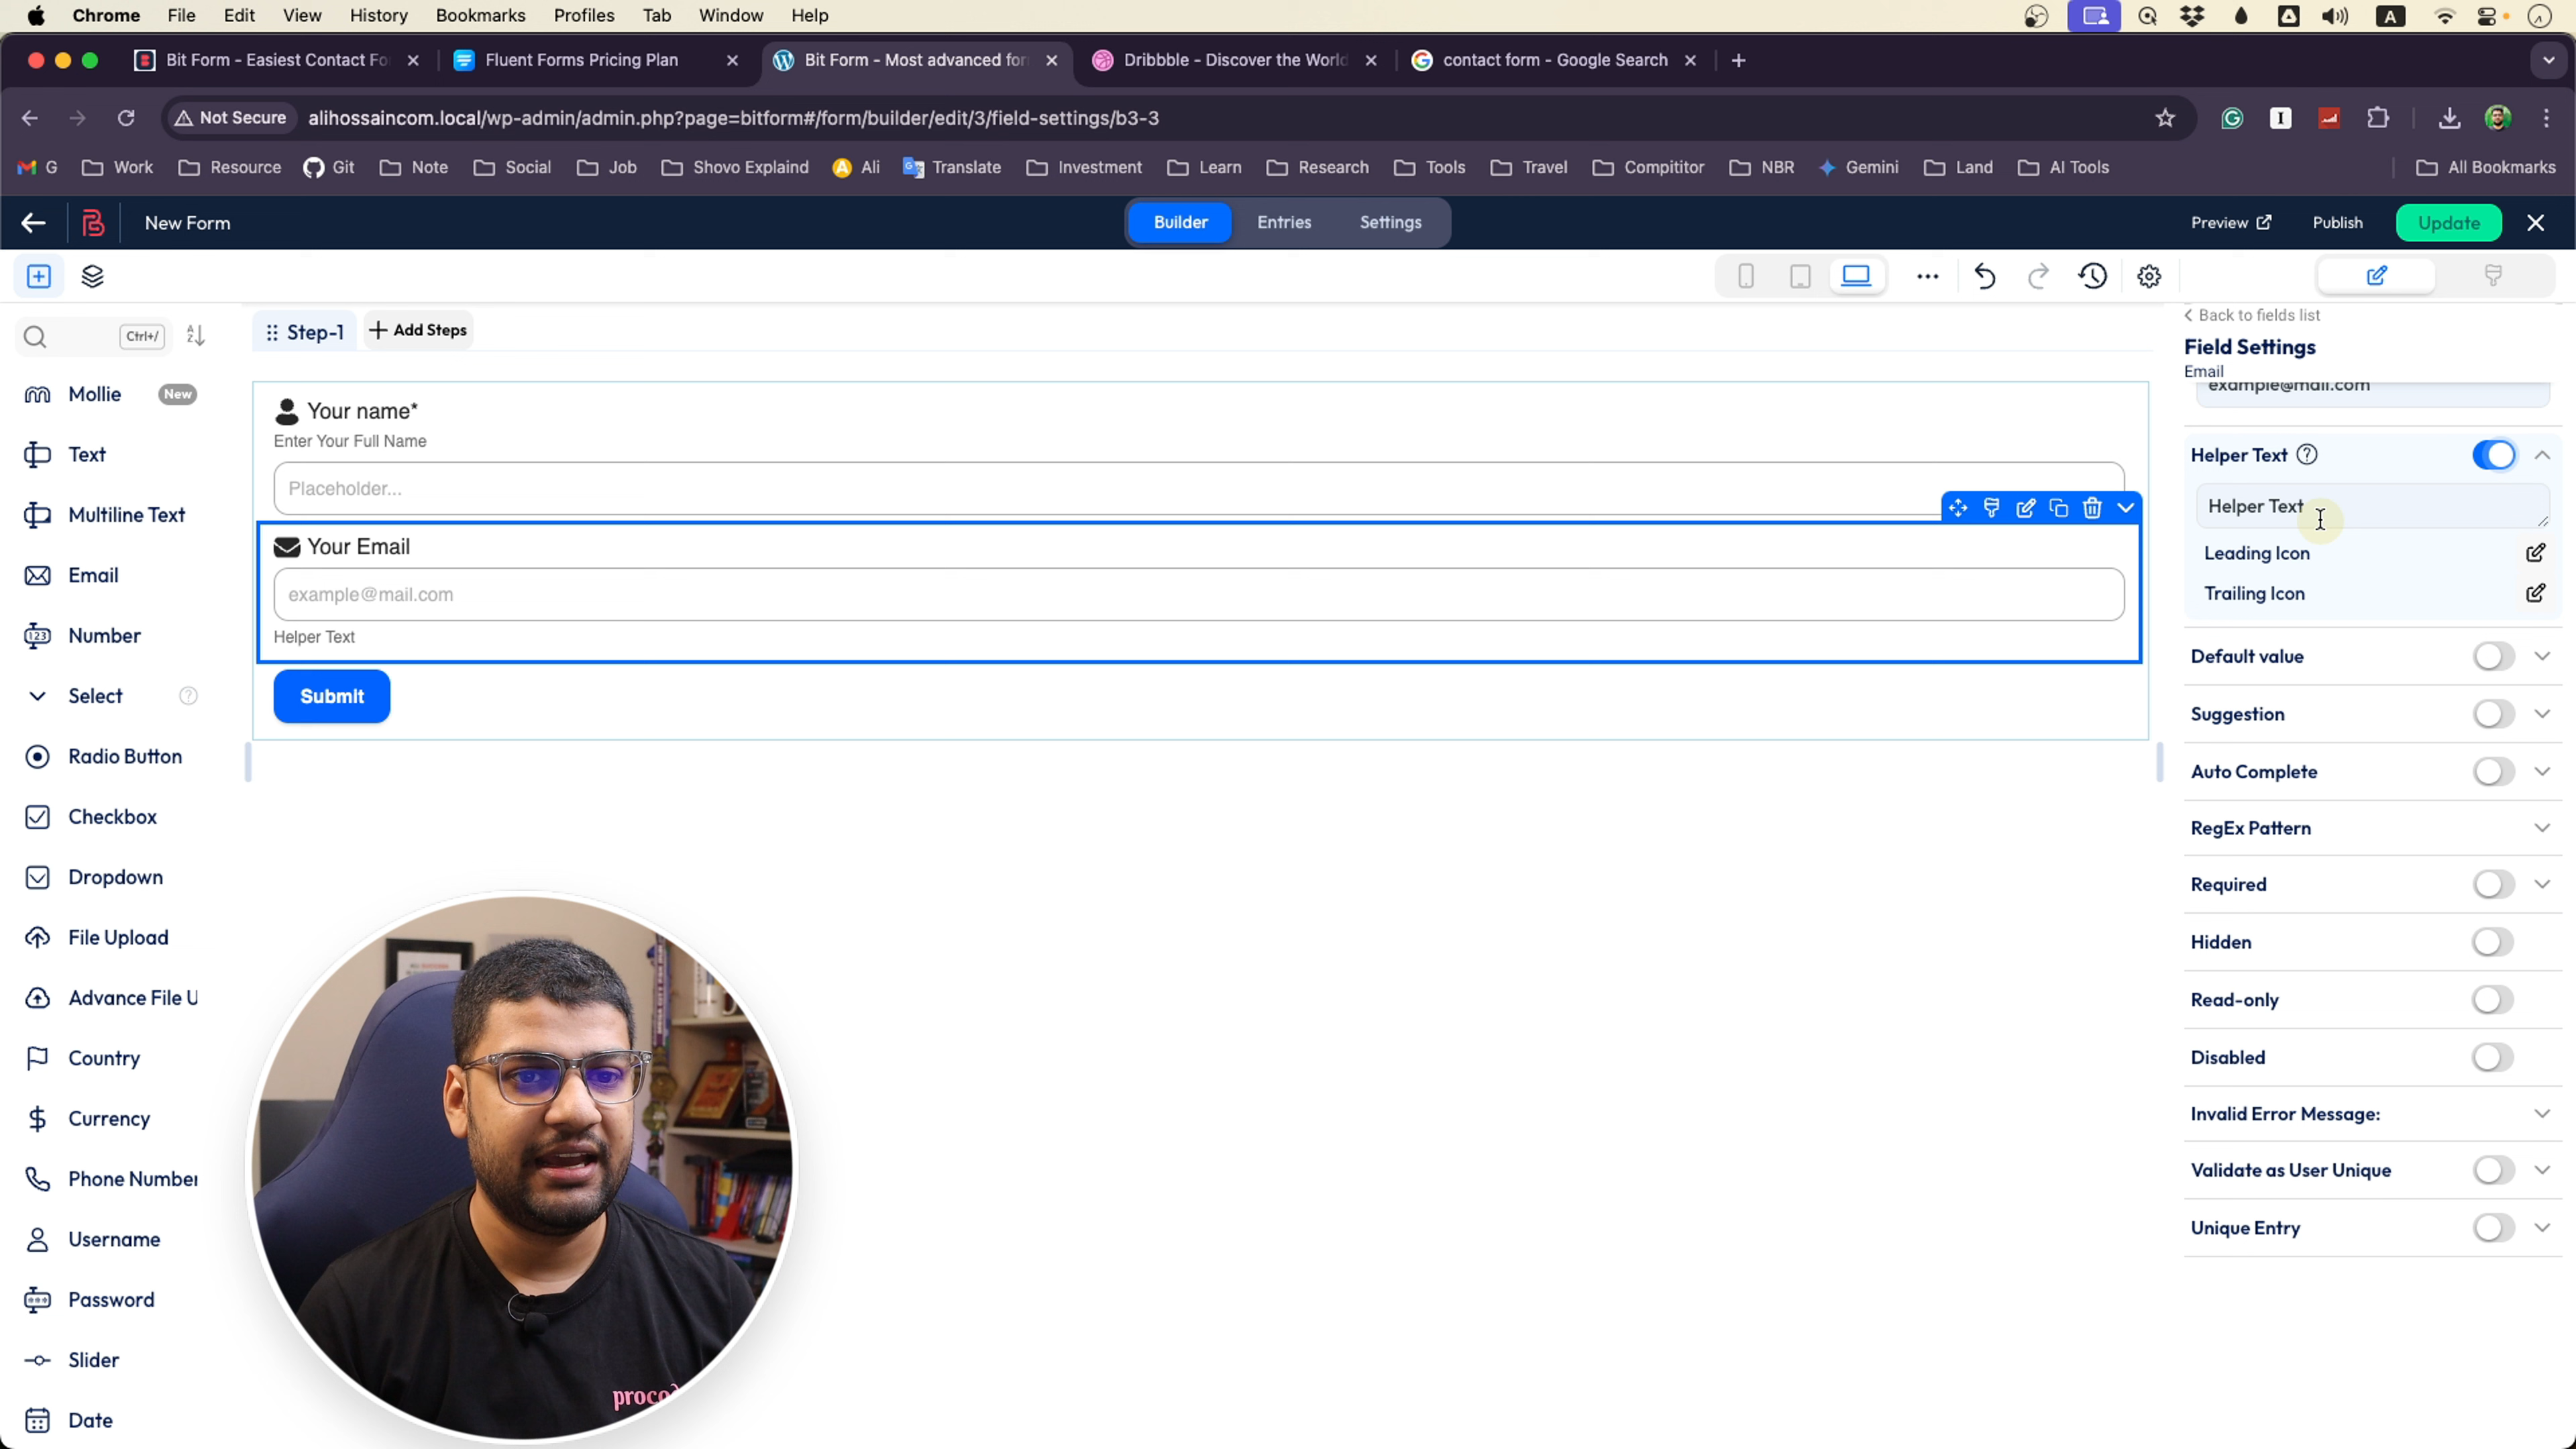 Chrome File Edit View History Bookmarks Profiles Tab Window Help A
Bit Form - Easiest Contact Fo Fluent Forms Pricing Plan Bit Form - Most advanced for Dribbble - Discover the World contact form - Google Search
Not Secure alihossaincom.local/wp-admin/admin.php?page=bitform#/form/builder/edit/3/field-settings/b3-3
G Work Resource Git Note Social Job Shovo Explaind Ali Translate Investment Learn Research Tools Travel Compititor NBR Gemini Land AI Tools All Bookmarks
New Form Builder Entries Settings Preview Publish Update
Ctrl+/
Mollie New
Text
Multiline Text
Email
Number
Select
Radio Button
Checkbox
Dropdown
File Upload
Advance File U
Country
Currency
Phone Number
Username
Password
Slider
Date
Step-1 + Add Steps
Your name*
Enter Your Full Name
Placeholder...
Your Email
example@mail.com
Helper Text
Submit
Back to fields list
Field Settings
Email
example@mail.com
Helper Text
Helper Text
Leading Icon
Trailing Icon
Default value
Suggestion
Auto Complete
RegEx Pattern
Required
Hidden
Read-only
Disabled
Invalid Error Message:
Validate as User Unique
Unique Entry